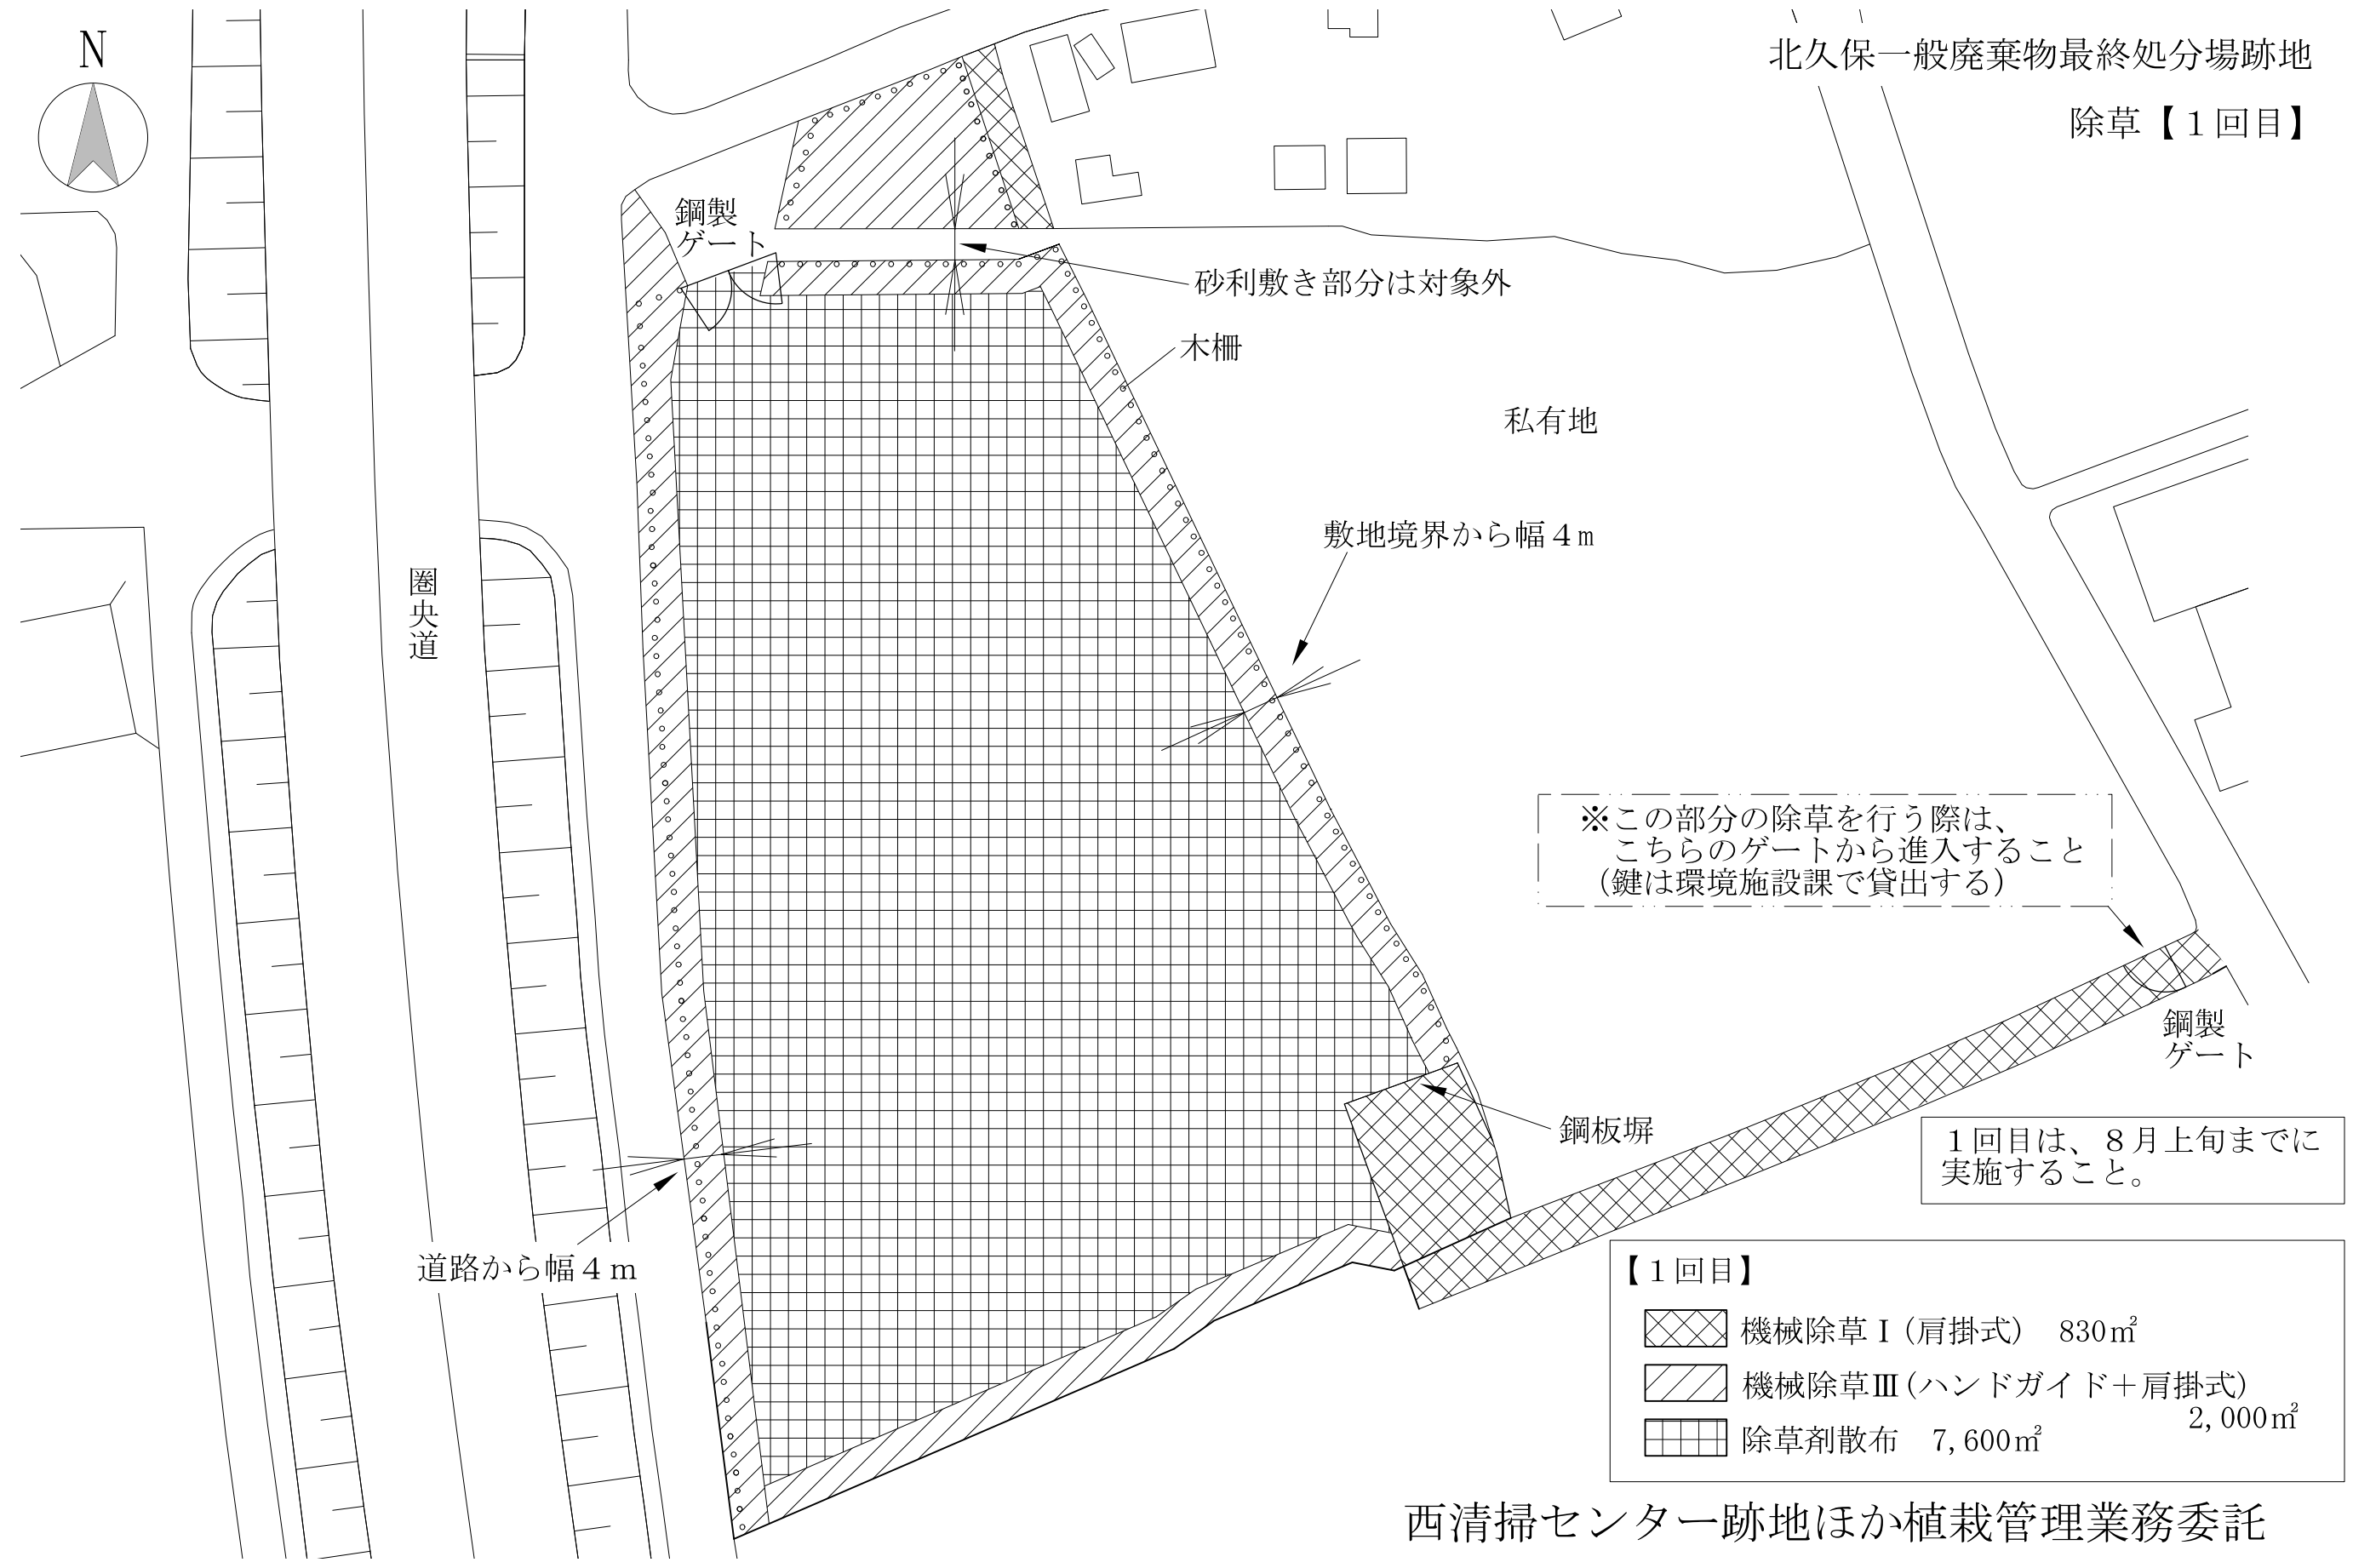 N
北久保一般廃棄物最終処分場跡地
除草【１回目】
鋼製
ゲート
砂利敷き部分は対象外
木柵
私有地
敷地境界から幅４m
圏央道
※この部分の除草を行う際は、
こちらのゲートから進入すること
（鍵は環境施設課で貸出する）
鋼製
ゲート
鋼板塀
１回目は、８月上旬までに
実施すること。
道路から幅４m
【１回目】
機械除草Ⅰ（肩掛式）　830㎡
機械除草Ⅲ（ハンドガイド＋肩掛式）
2,000㎡
除草剤散布　7,600㎡
西清掃センター跡地ほか植栽管理業務委託